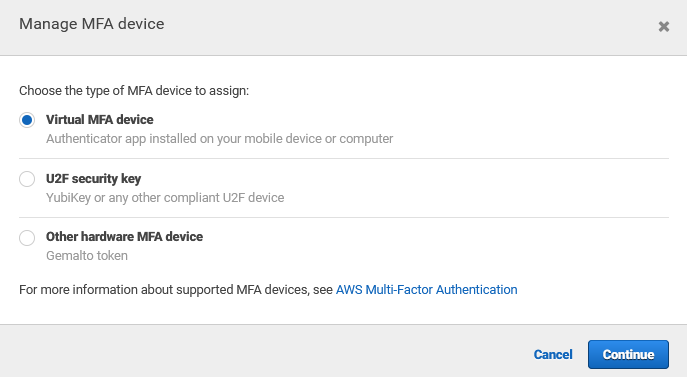 Manage MFA device
Choose the type of MFA device to assign:
Virtual MFA device
Authenticator app installed on your mobile device or computer
U2F security key
YubiKey or any other compliant U2F device
Other hardware MFA device
Gemalto token
For more information about supported MFA devices, see AWS Multi-Factor Authentication
Cancel Continue